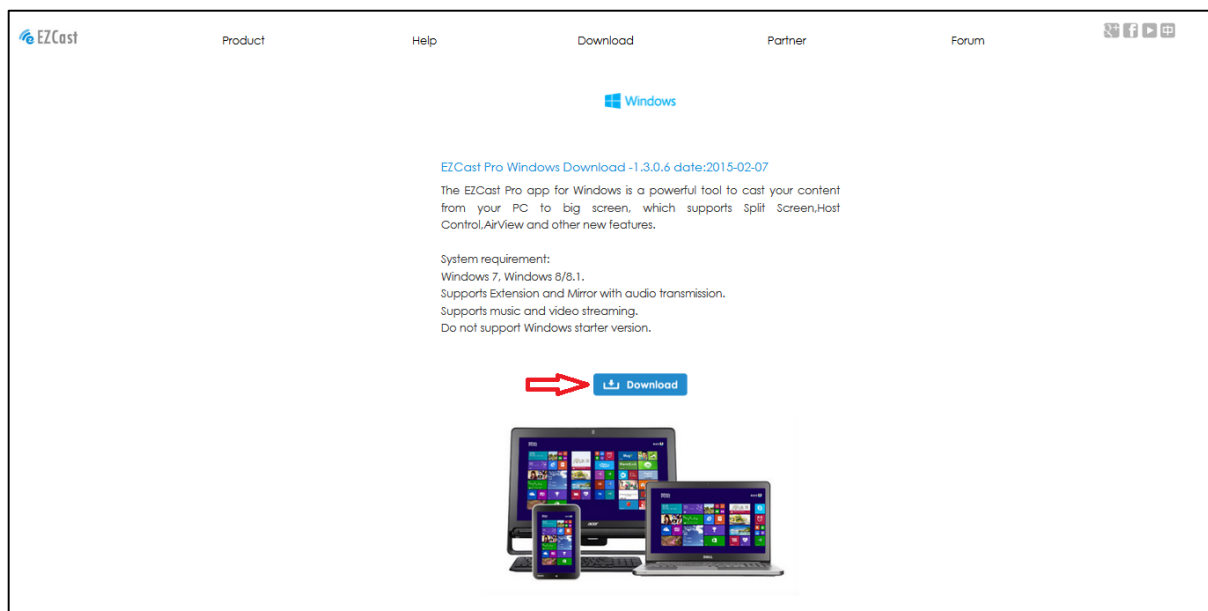 EZCast
Product
Help
Download
Partner
Forum
中
Windows
EZCast Pro Windows Download -1.3.0.6 date:2015-02-07
The EZCast Pro app for Windows is a powerful tool to cast your content
from your PC to big screen, which supports Split Screen,Host
Control,AirView and other new features.
System requirement:
Windows 7, Windows 8/8.1.
Supports Extension and Mirror with audio transmission.
Supports music and video streaming.
Do not support Windows starter version.
Download
acer
DELL